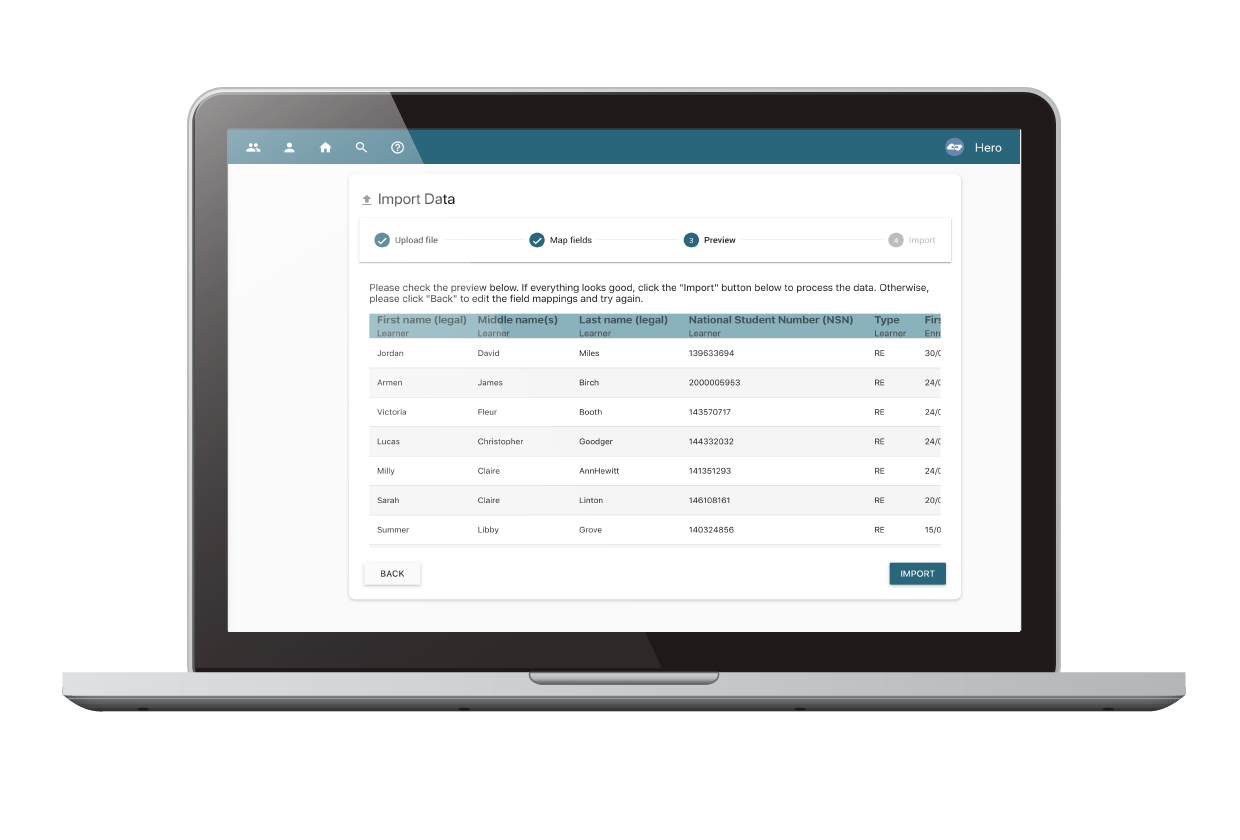 Hero
Import Data
Upload file Map fields 3 Preview 4 Import
Please check the preview below. If everything looks good, click the "Import" button below to process the data. Otherwise,
please click "Back" to edit the field mappings and try again.
First name (legal) Middle name(s) Last name (legal) National Student Number (NSN) Type Firs
Learner Learner Learner Learner Learner Enn
Jordan David Miles 139633694 RE 30/0
Armen James Birch 2000005953 RE 24/0
Victoria Fleur Booth 143570717 RE 24/0
Lucas Christopher Goodger 144332032 RE 24/0
Milly Claire AnnHewitt 141351293 RE 24/0
Sarah Claire Linton 146108161 RE 20/0
Summer Libby Grove 140324856 RE 15/0
BACK IMPORT